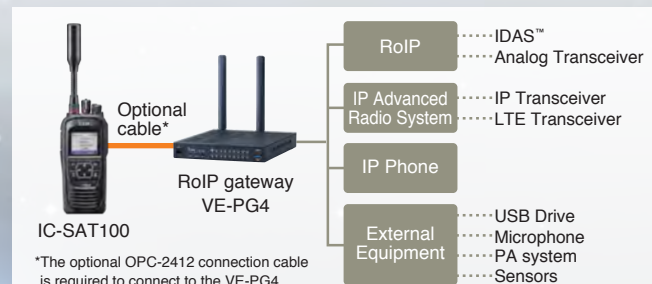 Optional
cable*
IC-SAT100
RoIP gateway
VE-PG4
*The optional OPC-2412 connection cable
is required to connect to the VE-PG4
RoIP
IDAS™
Analog Transceiver
IP Advanced
Radio System
IP Transceiver
LTE Transceiver
IP Phone
External
Equipment
USB Drive
Microphone
PA system
Sensors